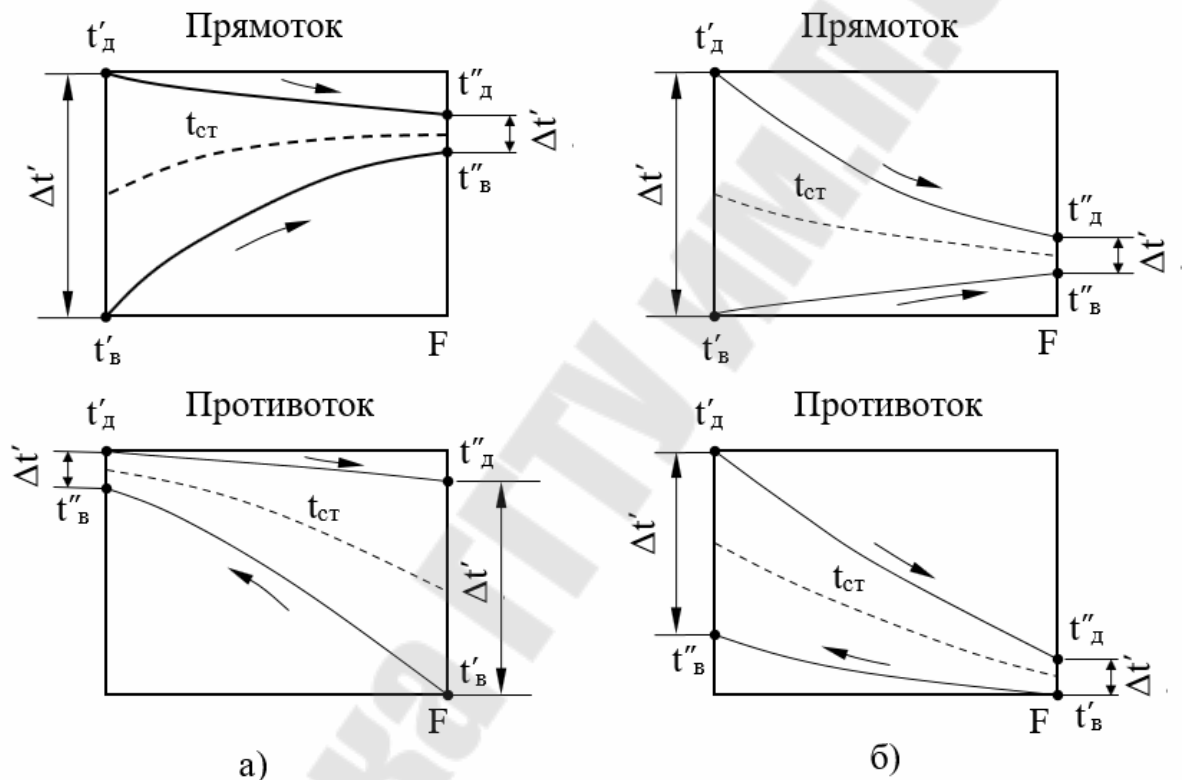 Прямоток
t′д
t″д
tст
Δt′
Δt′
t″в
t′в
F
Прямоток
t′д
tст
Δt′
t″д
Δt′
t″в
t′в
F
Противоток
t′д
Δt′
t″в
t″д
tст
Δt′
t′в
F
а)
Противоток
t′д
Δt′
tст
t″в
t″д
Δt′
t′в
F
б)